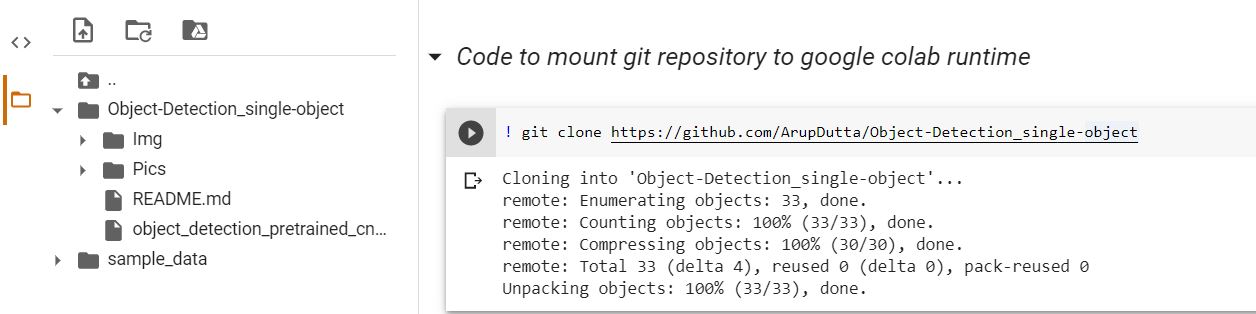 ..
Object-Detection_single-object
Img
Pics
README.md
object_detection_pretrained_cn...
sample_data
Code to mount git repository to google colab runtime
! git clone https://github.com/ArupDutta/Object-Detection_single-object
Cloning into 'Object-Detection_single-object'...
remote: Enumerating objects: 33, done.
remote: Counting objects: 100% (33/33), done.
remote: Compressing objects: 100% (30/30), done.
remote: Total 33 (delta 4), reused 0 (delta 0), pack-reused 0
Unpacking objects: 100% (33/33), done.